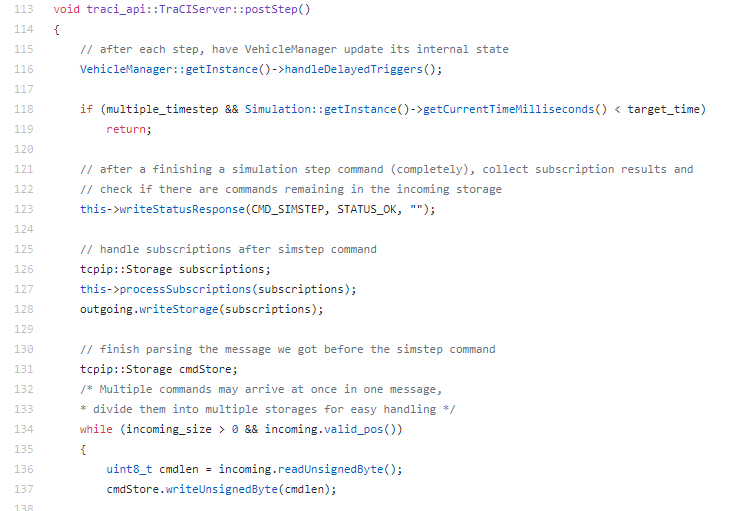 113 void traci_api::TraCIServer::postStep()
114 {
115 // after each step, have VehicleManager update its internal state
116 VehicleManager::getInstance()->handleDelayedTriggers();
117
118 if (multiple_timestep && Simulation::getInstance()->getCurrentTimeMilliseconds() < target_time)
119 return;
120
121 // after a finishing a simulation step command (completely), collect subscription results and
122 // check if there are commands remaining in the incoming storage
123 this->writeStatusResponse(CMD_SIMSTEP, STATUS_OK, "");
124
125 // handle subscriptions after simstep command
126 tcpip::Storage subscriptions;
127 this->processSubscriptions(subscriptions);
128 outgoing.writeStorage(subscriptions);
129
130 // finish parsing the message we got before the simstep command
131 tcpip::Storage cmdStore;
132 /* Multiple commands may arrive at once in one message,
133 * divide them into multiple storages for easy handling */
134 while (incoming_size > 0 && incoming.valid_pos())
135 {
136 uint8_t cmdlen = incoming.readUnsignedByte();
137 cmdStore.writeUnsignedByte(cmdlen);
138